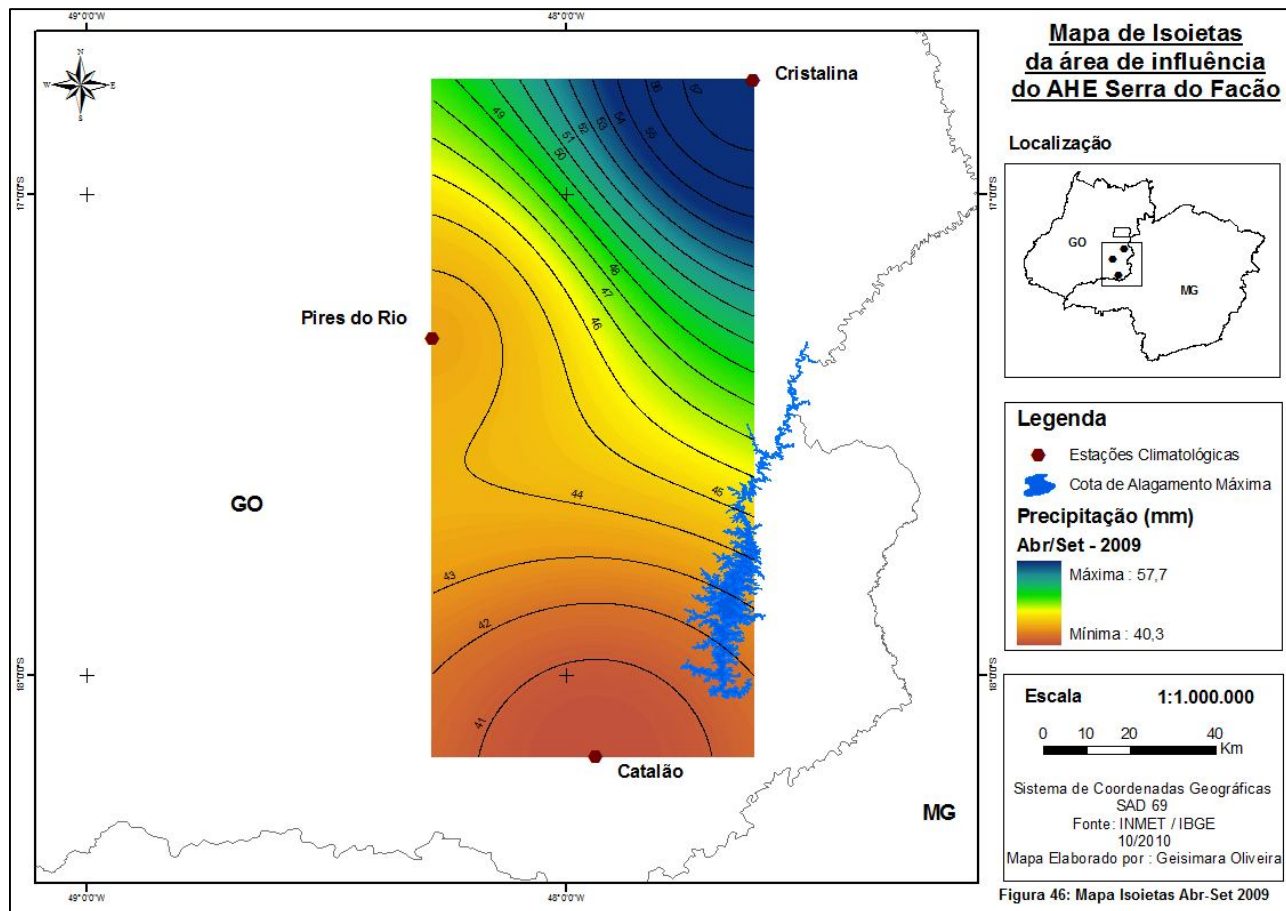 49°0'0"S
48°0'0"S
Mapa de Isoietas
da área de influência
do AHE Serra do Facão
N
W
E
S
Cristalina
57
56
55
54
53
52
51
50
49
48
47
46
45
44
43
42
41
17°0'0"S
17°0'0"S
18°0'0"S
18°0'0"S
Pires do Rio
GO
Catalão
MG
49°0'0"S
48°0'0"S
Localização
GO
MG
Legenda
Estações Climatológicas
Cota de Alagamento Máxima
Precipitação (mm)
Abr/Set - 2009
Máxima : 57,7
Mínima : 40,3
Escala 1:1.000.000
0 10 20 40
Km
Sistema de Coordenadas Geográficas
SAD 69
Fonte: INMET / IBGE
10/2010
Mapa Elaborado por : Geisimara Oliveira
Figura 46: Mapa Isoietas Abr-Set 2009